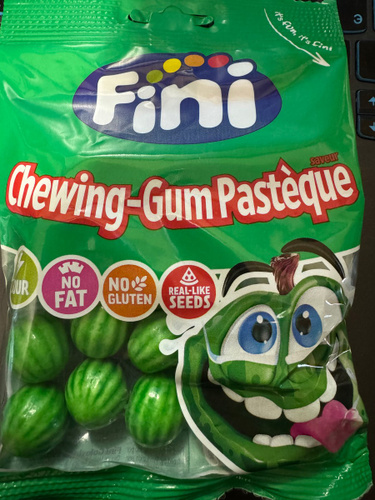 It's fun, it's Fini
Fini
saveur
Chewing-Gum Pastèque
NO
FAT
NO
GLUTEN
REAL-LIKE
SEEDS